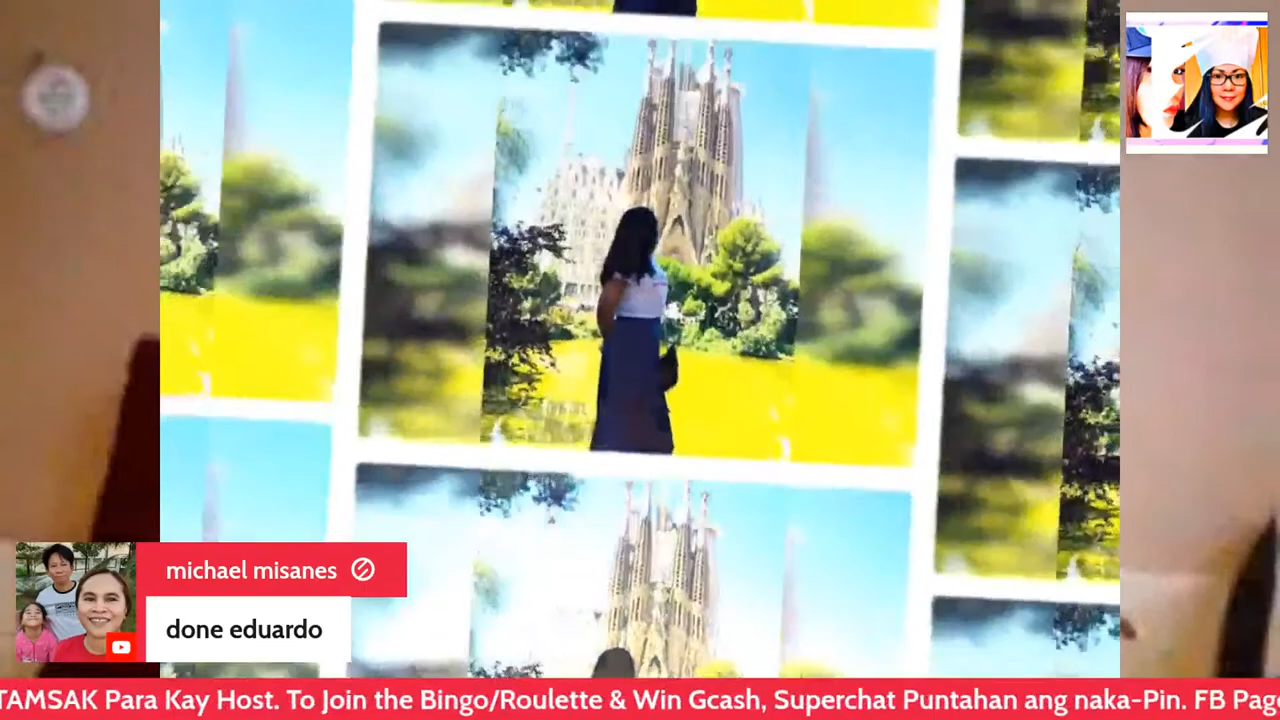 michael misanes
done eduardo
TAMSAK Para Kay Host. To Join the Bingo/Roulette & Win Gcash, Superchat Puntahan ang naka-Pin. FB Page